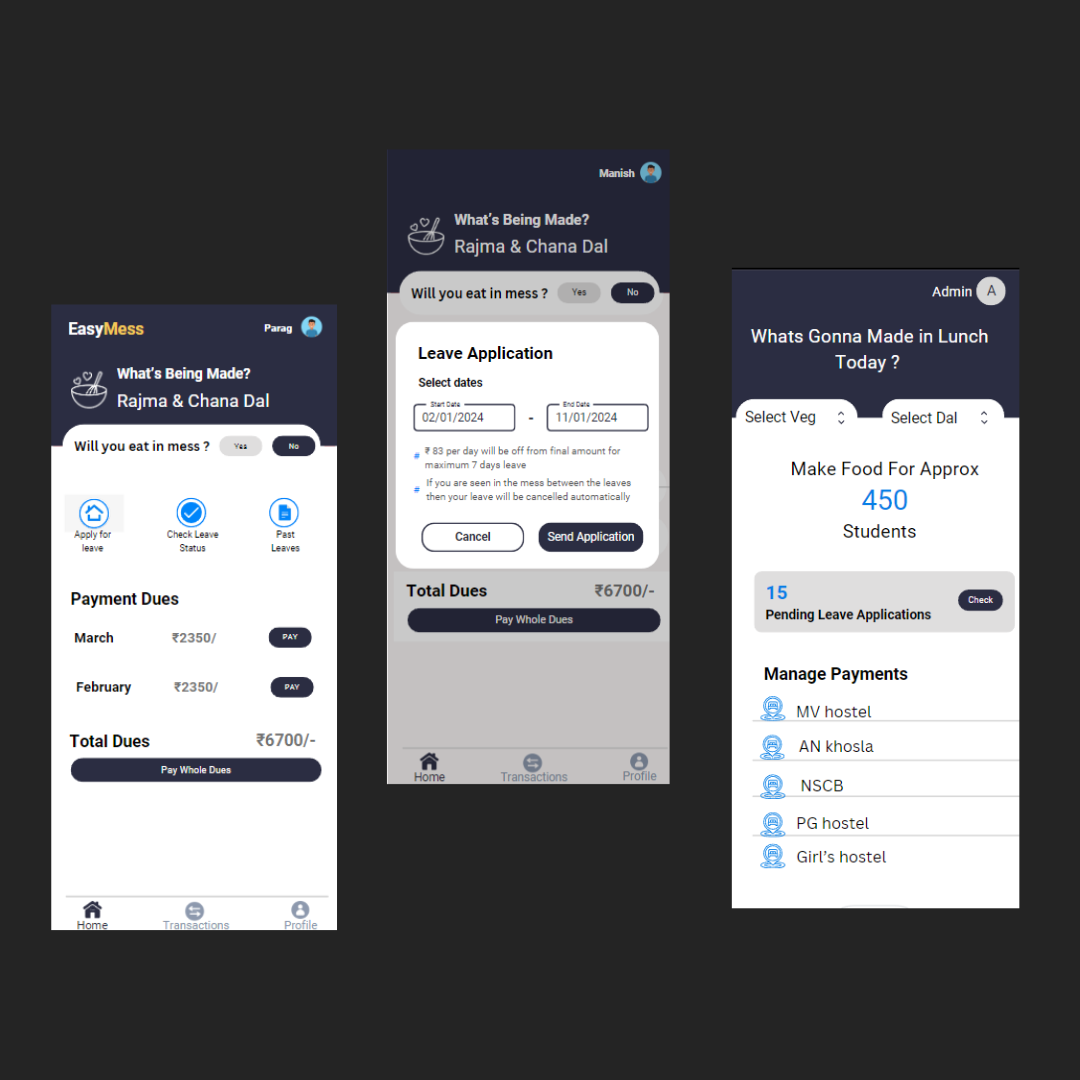 EasyMess
Parag
What's Being Made?
Rajma & Chana Dal
Will you eat in mess ? Yes No
Apply for
leave
Check Leave
Status
Past
Leaves
Payment Dues
March ₹2350/ PAY
February ₹2350/ PAY
Total Dues ₹6700/-
Pay Whole Dues
Home Transactions Profile
Manish
What's Being Made?
Rajma & Chana Dal
Will you eat in mess ? Yes No
Leave Application
Select dates
Start Date End Date
02/01/2024 - 11/01/2024
# ₹ 83 per day will be off from final amount for
maximum 7 days leave
# If you are seen in the mess between the leaves
then your leave will be cancelled automatically
Cancel Send Application
Total Dues ₹6700/-
Pay Whole Dues
Home Transactions Profile
Admin A
Whats Gonna Made in Lunch
Today ?
Select Veg Select Dal
Make Food For Approx
450
Students
15
Pending Leave Applications
Check
Manage Payments
MV hostel
AN khosla
NSCB
PG hostel
Girl's hostel